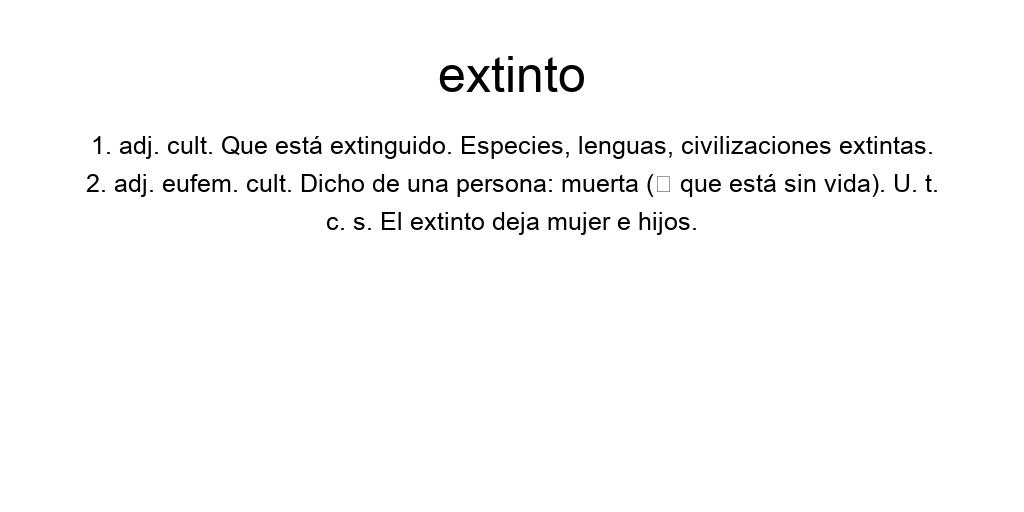 extinto
1. adj. cult. Que está extinguido. Especies, lenguas, civilizaciones extintas.
2. adj. eufem. cult. Dicho de una persona: muerta (□ que está sin vida). U. t.
c. s. El extinto deja mujer e hijos.